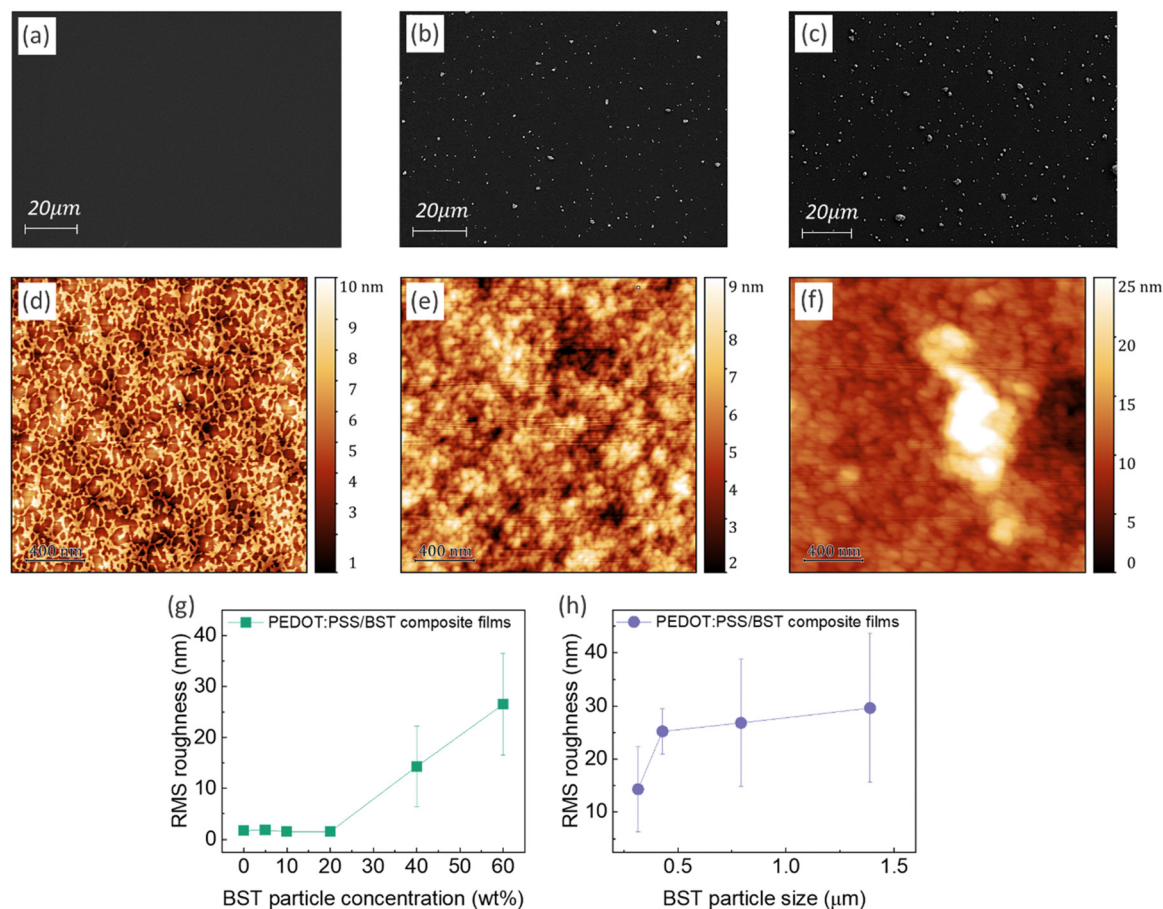 (a)
20μm
(b)
20μm
(c)
20μm
(d)
10 nm
9
8
7
6
5
4
3
1
400 nm
(e)
9 nm
8
7
6
5
4
3
2
400 nm
(f)
25 nm
20
15
10
5
0
400 nm
(g)
PEDOT:PSS/BST composite films
RMS roughness (nm)
40
30
20
10
0
0 10 20 30 40 50 60
BST particle concentration (wt%)
(h)
PEDOT:PSS/BST composite films
RMS roughness (nm)
40
30
20
10
0.5 1.0 1.5
BST particle size (μm)